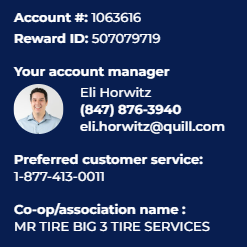 Account #: 1063616
Reward ID: 507079719
Your account manager
Eli Horwitz
(847) 876-3940
eli.horwitz@quill.com
Preferred customer service:
1-877-413-0011
Co-op/association name :
MR TIRE BIG 3 TIRE SERVICES